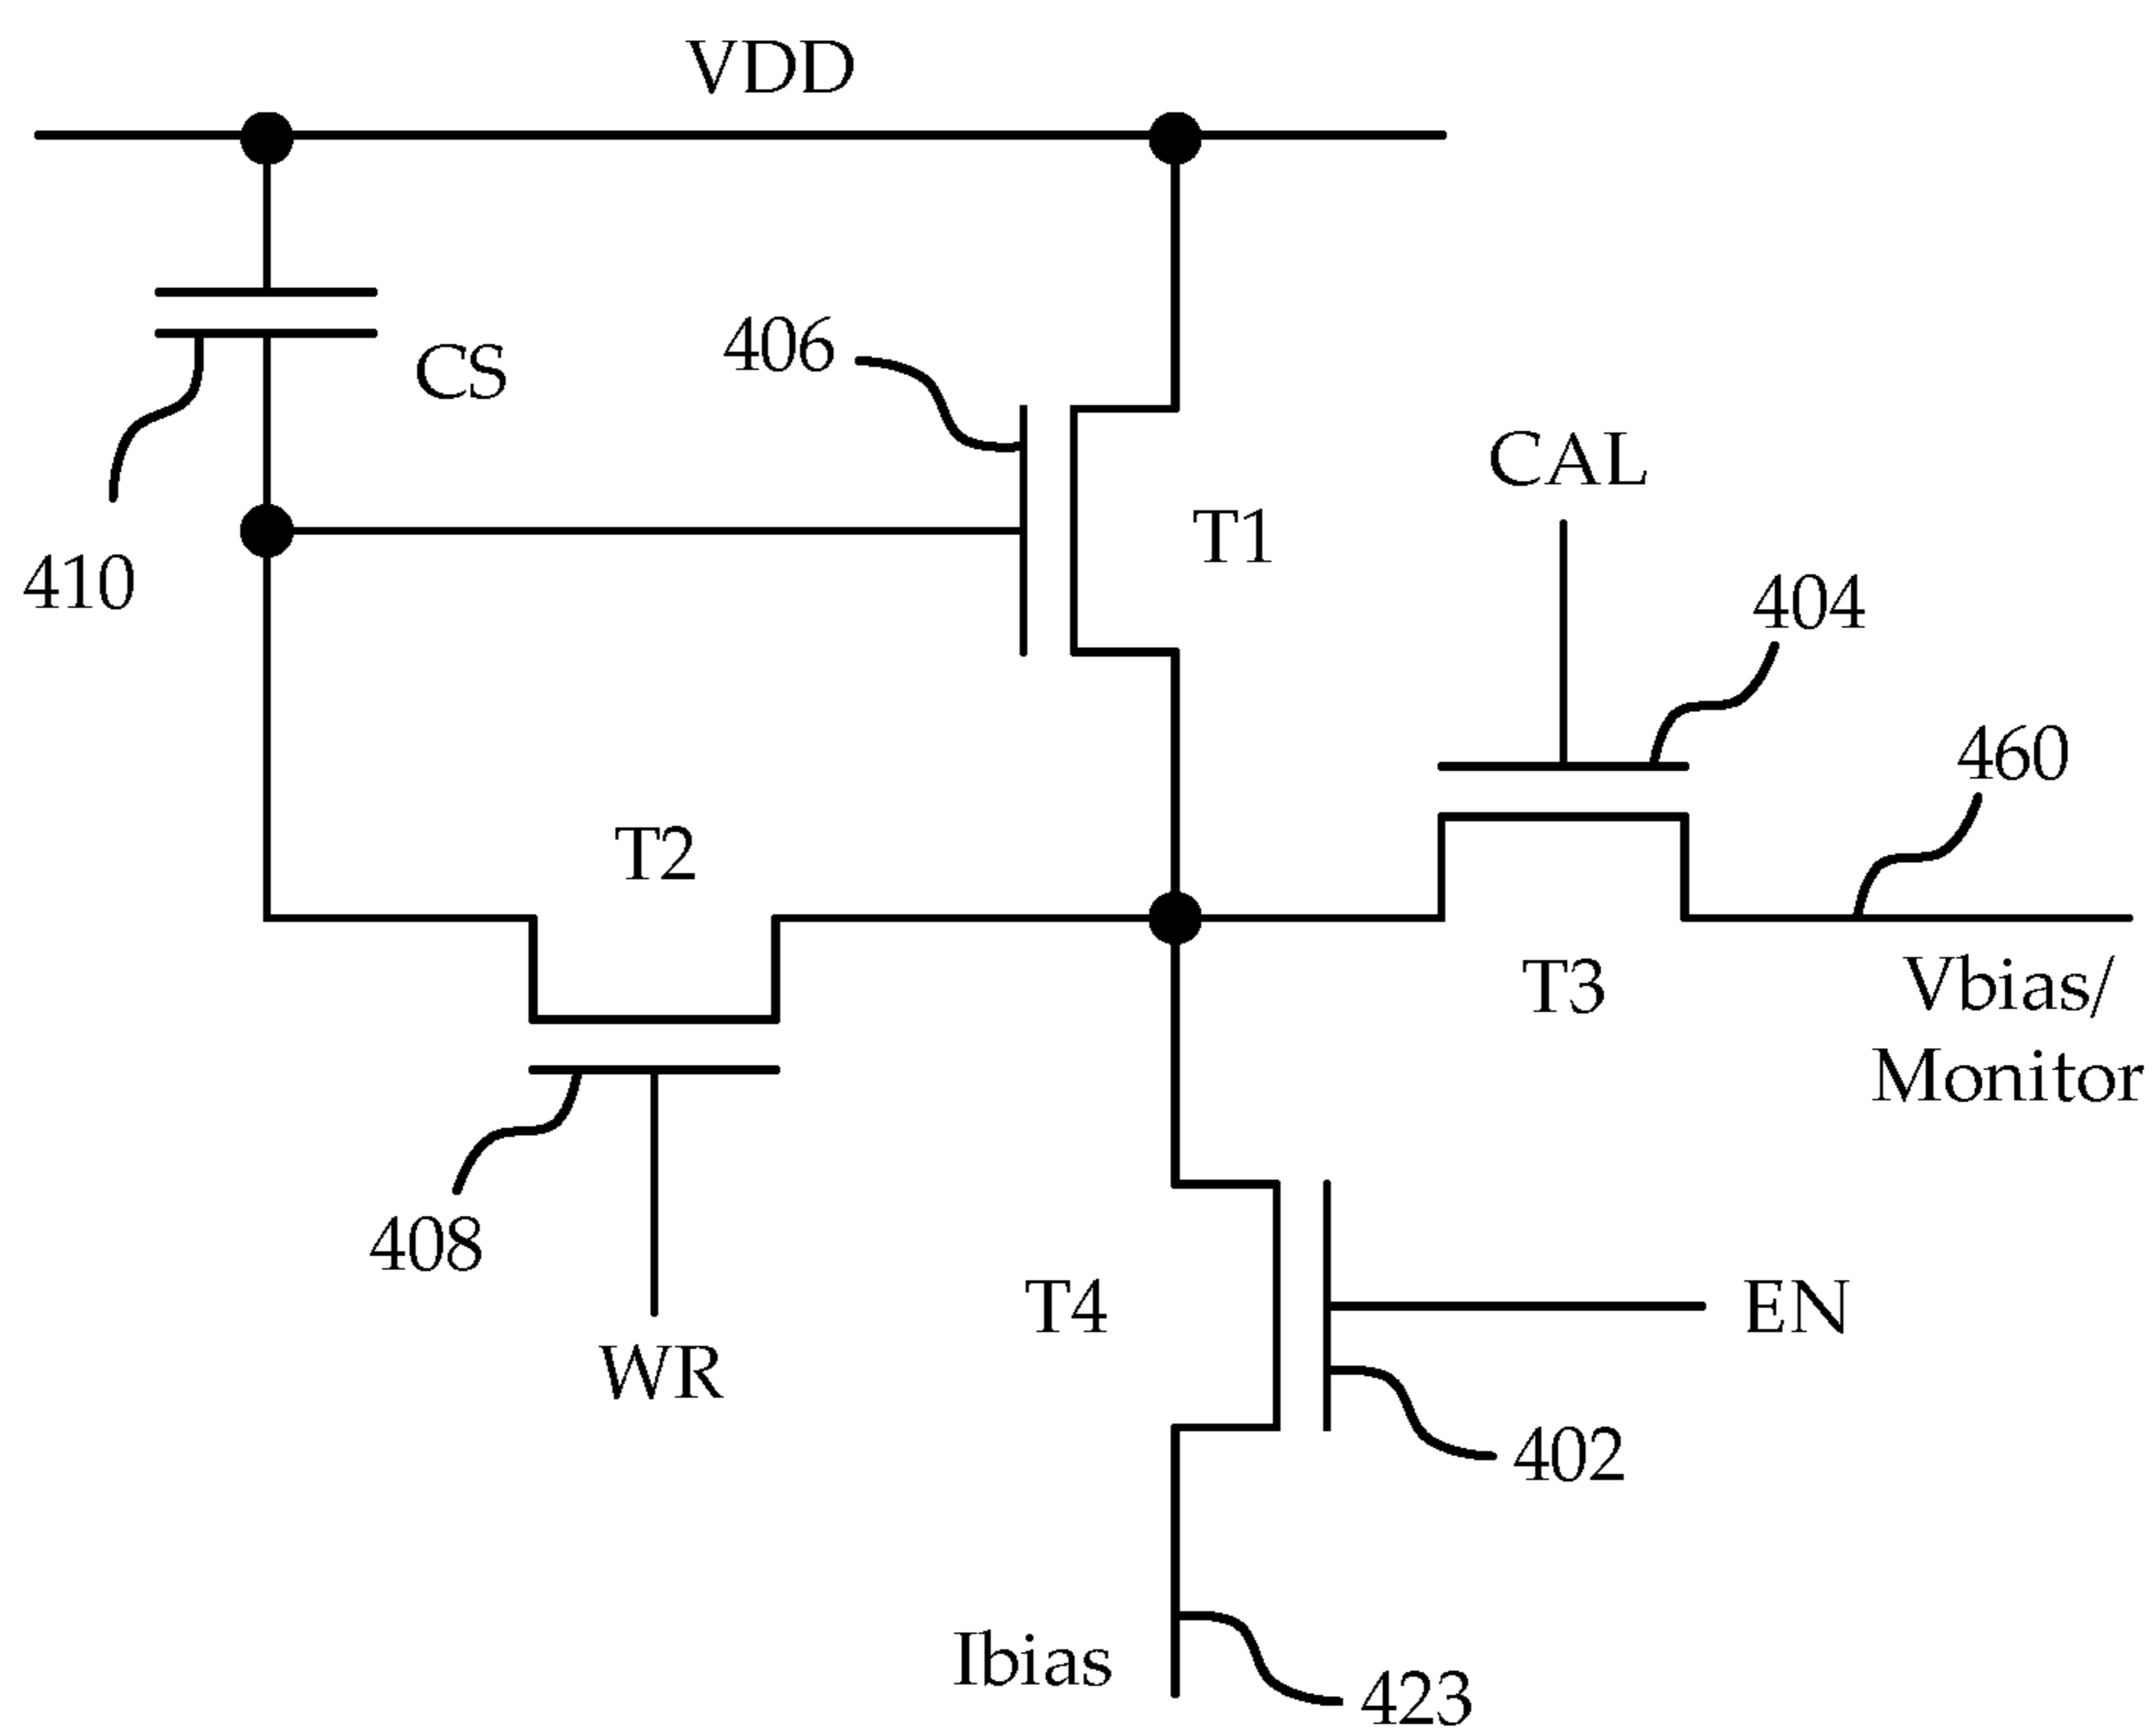 VDD
406
CS
CAL
T1
410
404
460
T2
T3
Vbias/
Monitor
408
T4
EN
WR
402
Ibias
423